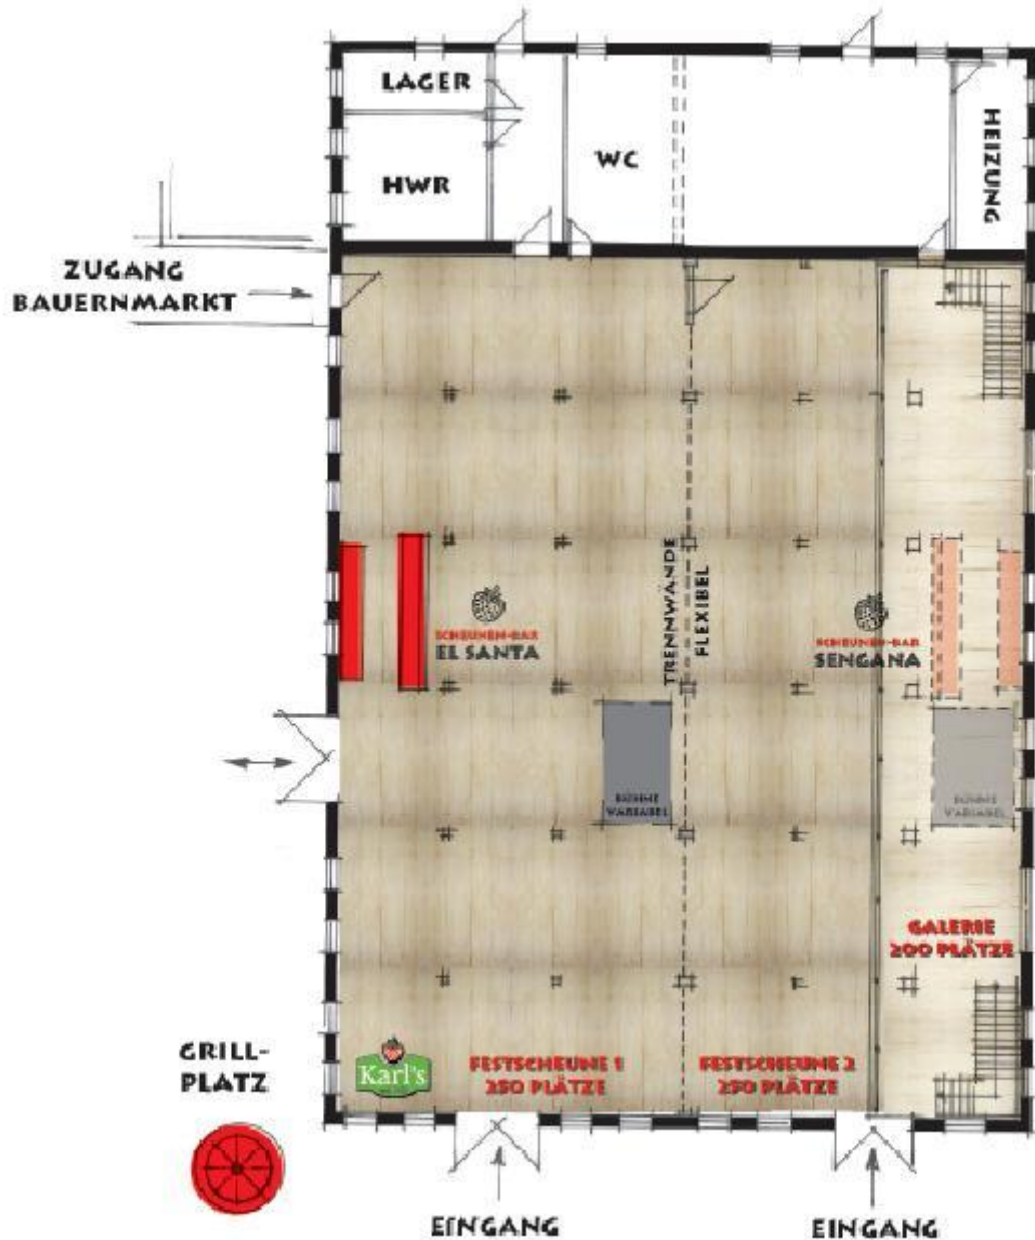 LAGER
HWR
WC
HEIZUNG
ZUGANG
BAUERNMARKT
TRENNWÄNDE
FLEXIBEL
SCHEUNEN-BAR
EL SANTA
SCHEUNEN-BAR
SENGANA
BÜHNE
VARIABEL
BÜHNE
VARIABEL
GALERIE
200 PLÄTZE
GRILL-
PLATZ
Karl's
FESTSCHEUNE 1
250 PLÄTZE
FESTSCHEUNE 2
250 PLÄTZE
EINGANG
EINGANG